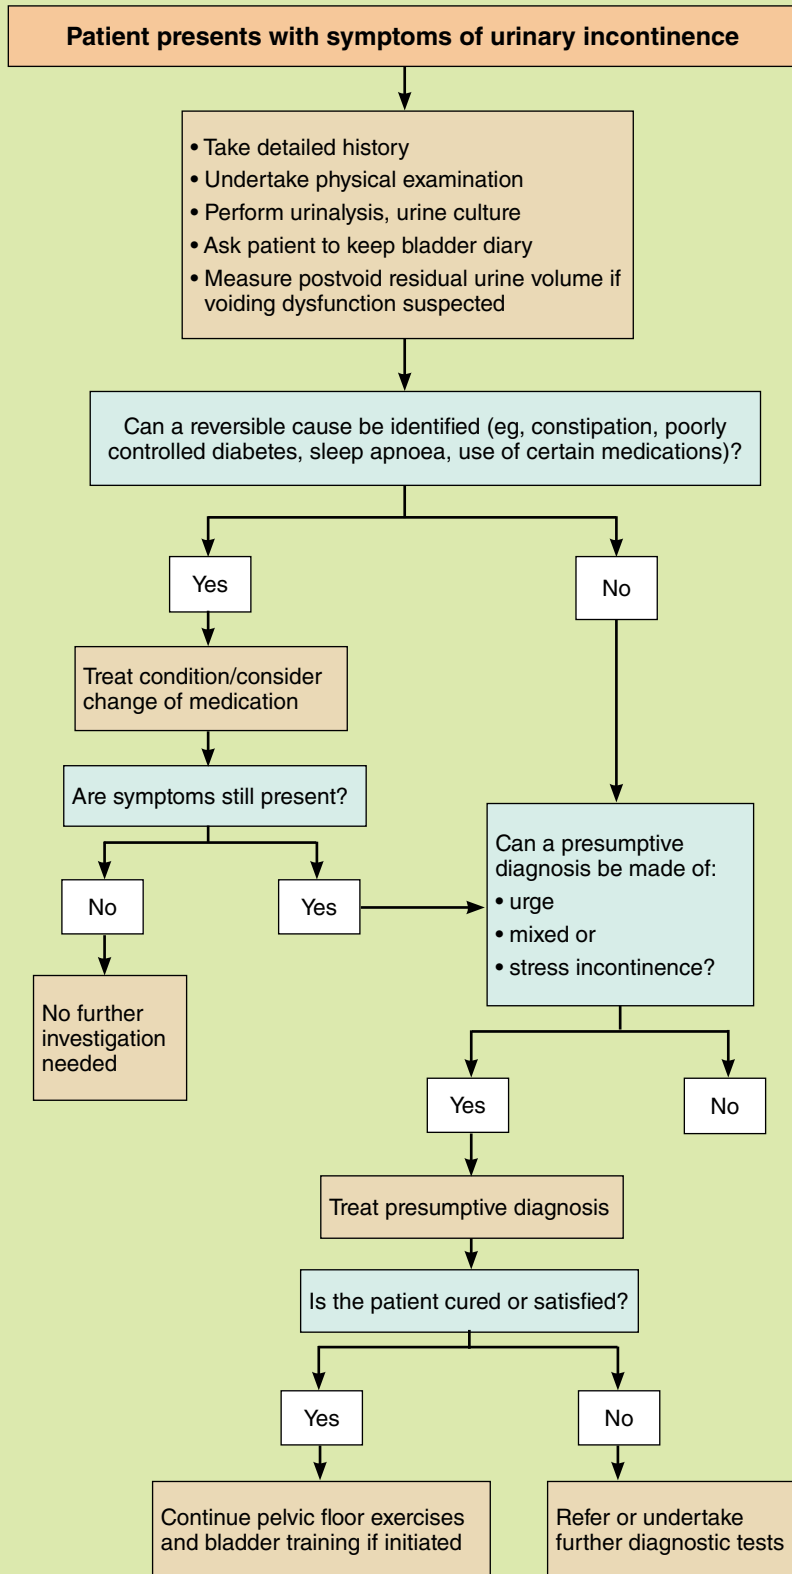 Patient presents with symptoms of urinary incontinence
• Take detailed history
• Undertake physical examination
• Perform urinalysis, urine culture
• Ask patient to keep bladder diary
• Measure postvoid residual urine volume if
voiding dysfunction suspected
Can a reversible cause be identified (eg, constipation, poorly
controlled diabetes, sleep apnoea, use of certain medications)?
Yes
No
Treat condition/consider
change of medication
Are symptoms still present?
No
Yes
Can a presumptive
diagnosis be made of:
• urge
• mixed or
• stress incontinence?
No further
investigation
needed
Yes
No
Treat presumptive diagnosis
Is the patient cured or satisfied?
Yes
No
Continue pelvic floor exercises
and bladder training if initiated
Refer or undertake
further diagnostic tests